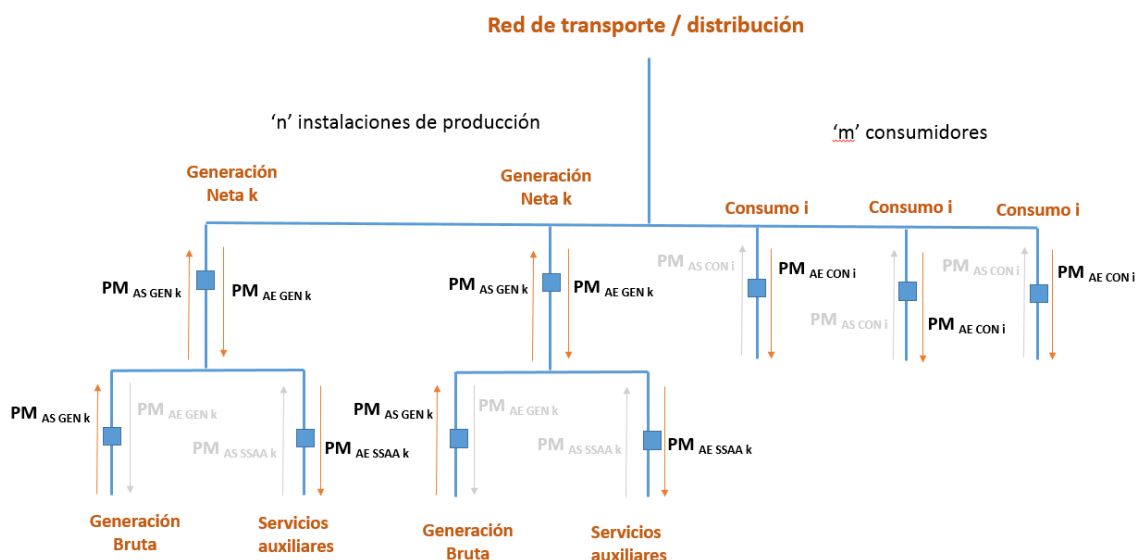 Red de transporte / distribución
‘n’ instalaciones de producción
‘m’ consumidores
Generación
Neta k
Generación
Neta k
Consumo i
Consumo i
Consumo i
PM AS GEN k
PM AE GEN k
PM AS GEN k
PM AE GEN k
PM AS CON i
PM AE CON i
PM AS CON i
PM AE CON i
PM AS CON i
PM AE CON i
PM AS GEN k
PM AE GEN k
PM AS SSAA k
PM AE SSAA k
PM AS GEN k
PM AE GEN k
PM AS SSAA k
PM AE SSAA k
Generación
Bruta
Servicios
auxiliares
Generación
Bruta
Servicios
auxiliares